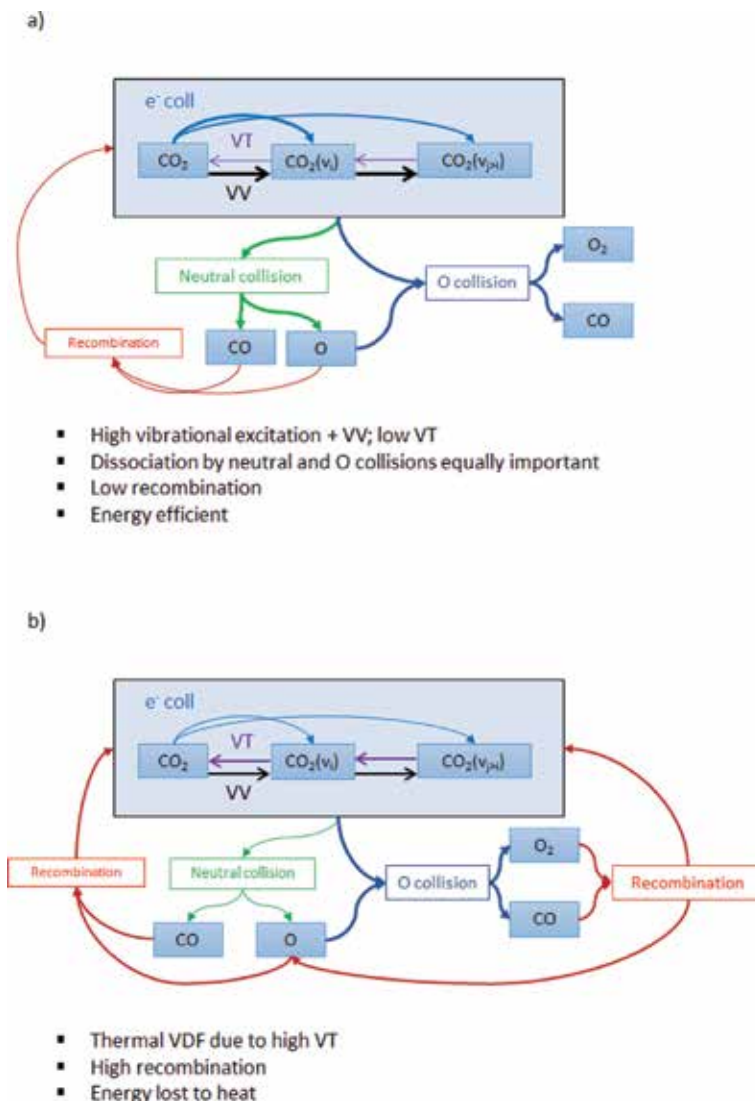 a)
e⁻ coll
VT
CO₂ CO₂(vᵢ) CO₂(vⱼ>ᵢ)
VV
Neutral collision
O collision
O₂
CO
Recombination
CO O
▪ High vibrational excitation + VV; low VT
▪ Dissociation by neutral and O collisions equally important
▪ Low recombination
▪ Energy efficient
b)
e⁻ coll
VT
CO₂ CO₂(vᵢ) CO₂(vⱼ>ᵢ)
VV
Recombination
Neutral collision
O collision
O₂
CO
Recombination
CO O
▪ Thermal VDF due to high VT
▪ High recombination
▪ Energy lost to heat